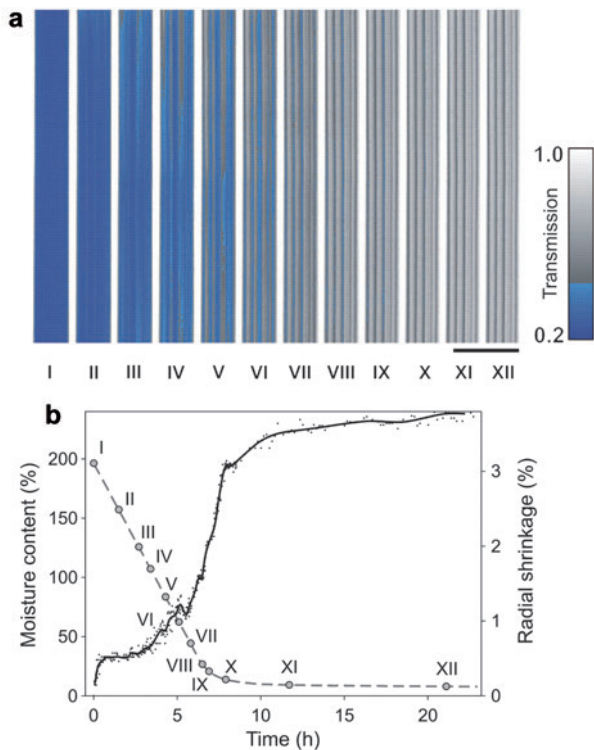 a
1.0
Transmission
0.2
I II III IV V VI VII VIII IX X XI XII
b
200
150
100
50
0
Moisture content (%)
3
2
1
0
Radial shrinkage (%)
I
II
III
IV
V
VI
VII
VIII
IX
X
XI
XII
0 5 10 15 20
Time (h)